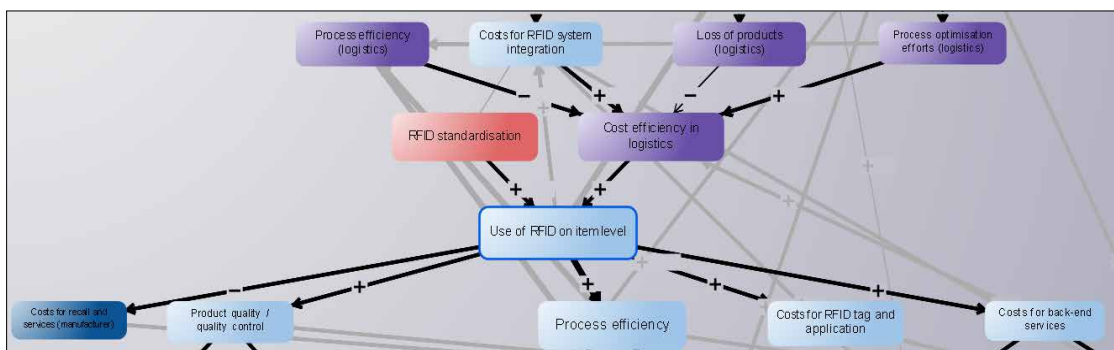 Process efficiency
(logistics)
Costs for RFID system
integration
Loss of products
(logistics)
Process optimisation
efforts (logistics)
−
+
−
+
RFID standardisation
Cost efficiency in
logistics
+
+
+
+
+
Use of RFID on item level
−
+
+
+
+
+
Costs for recall and
services (manufacturer)
Product quality /
quality control
Process efficiency
Costs for RFID tag and
application
Costs for back-end
services